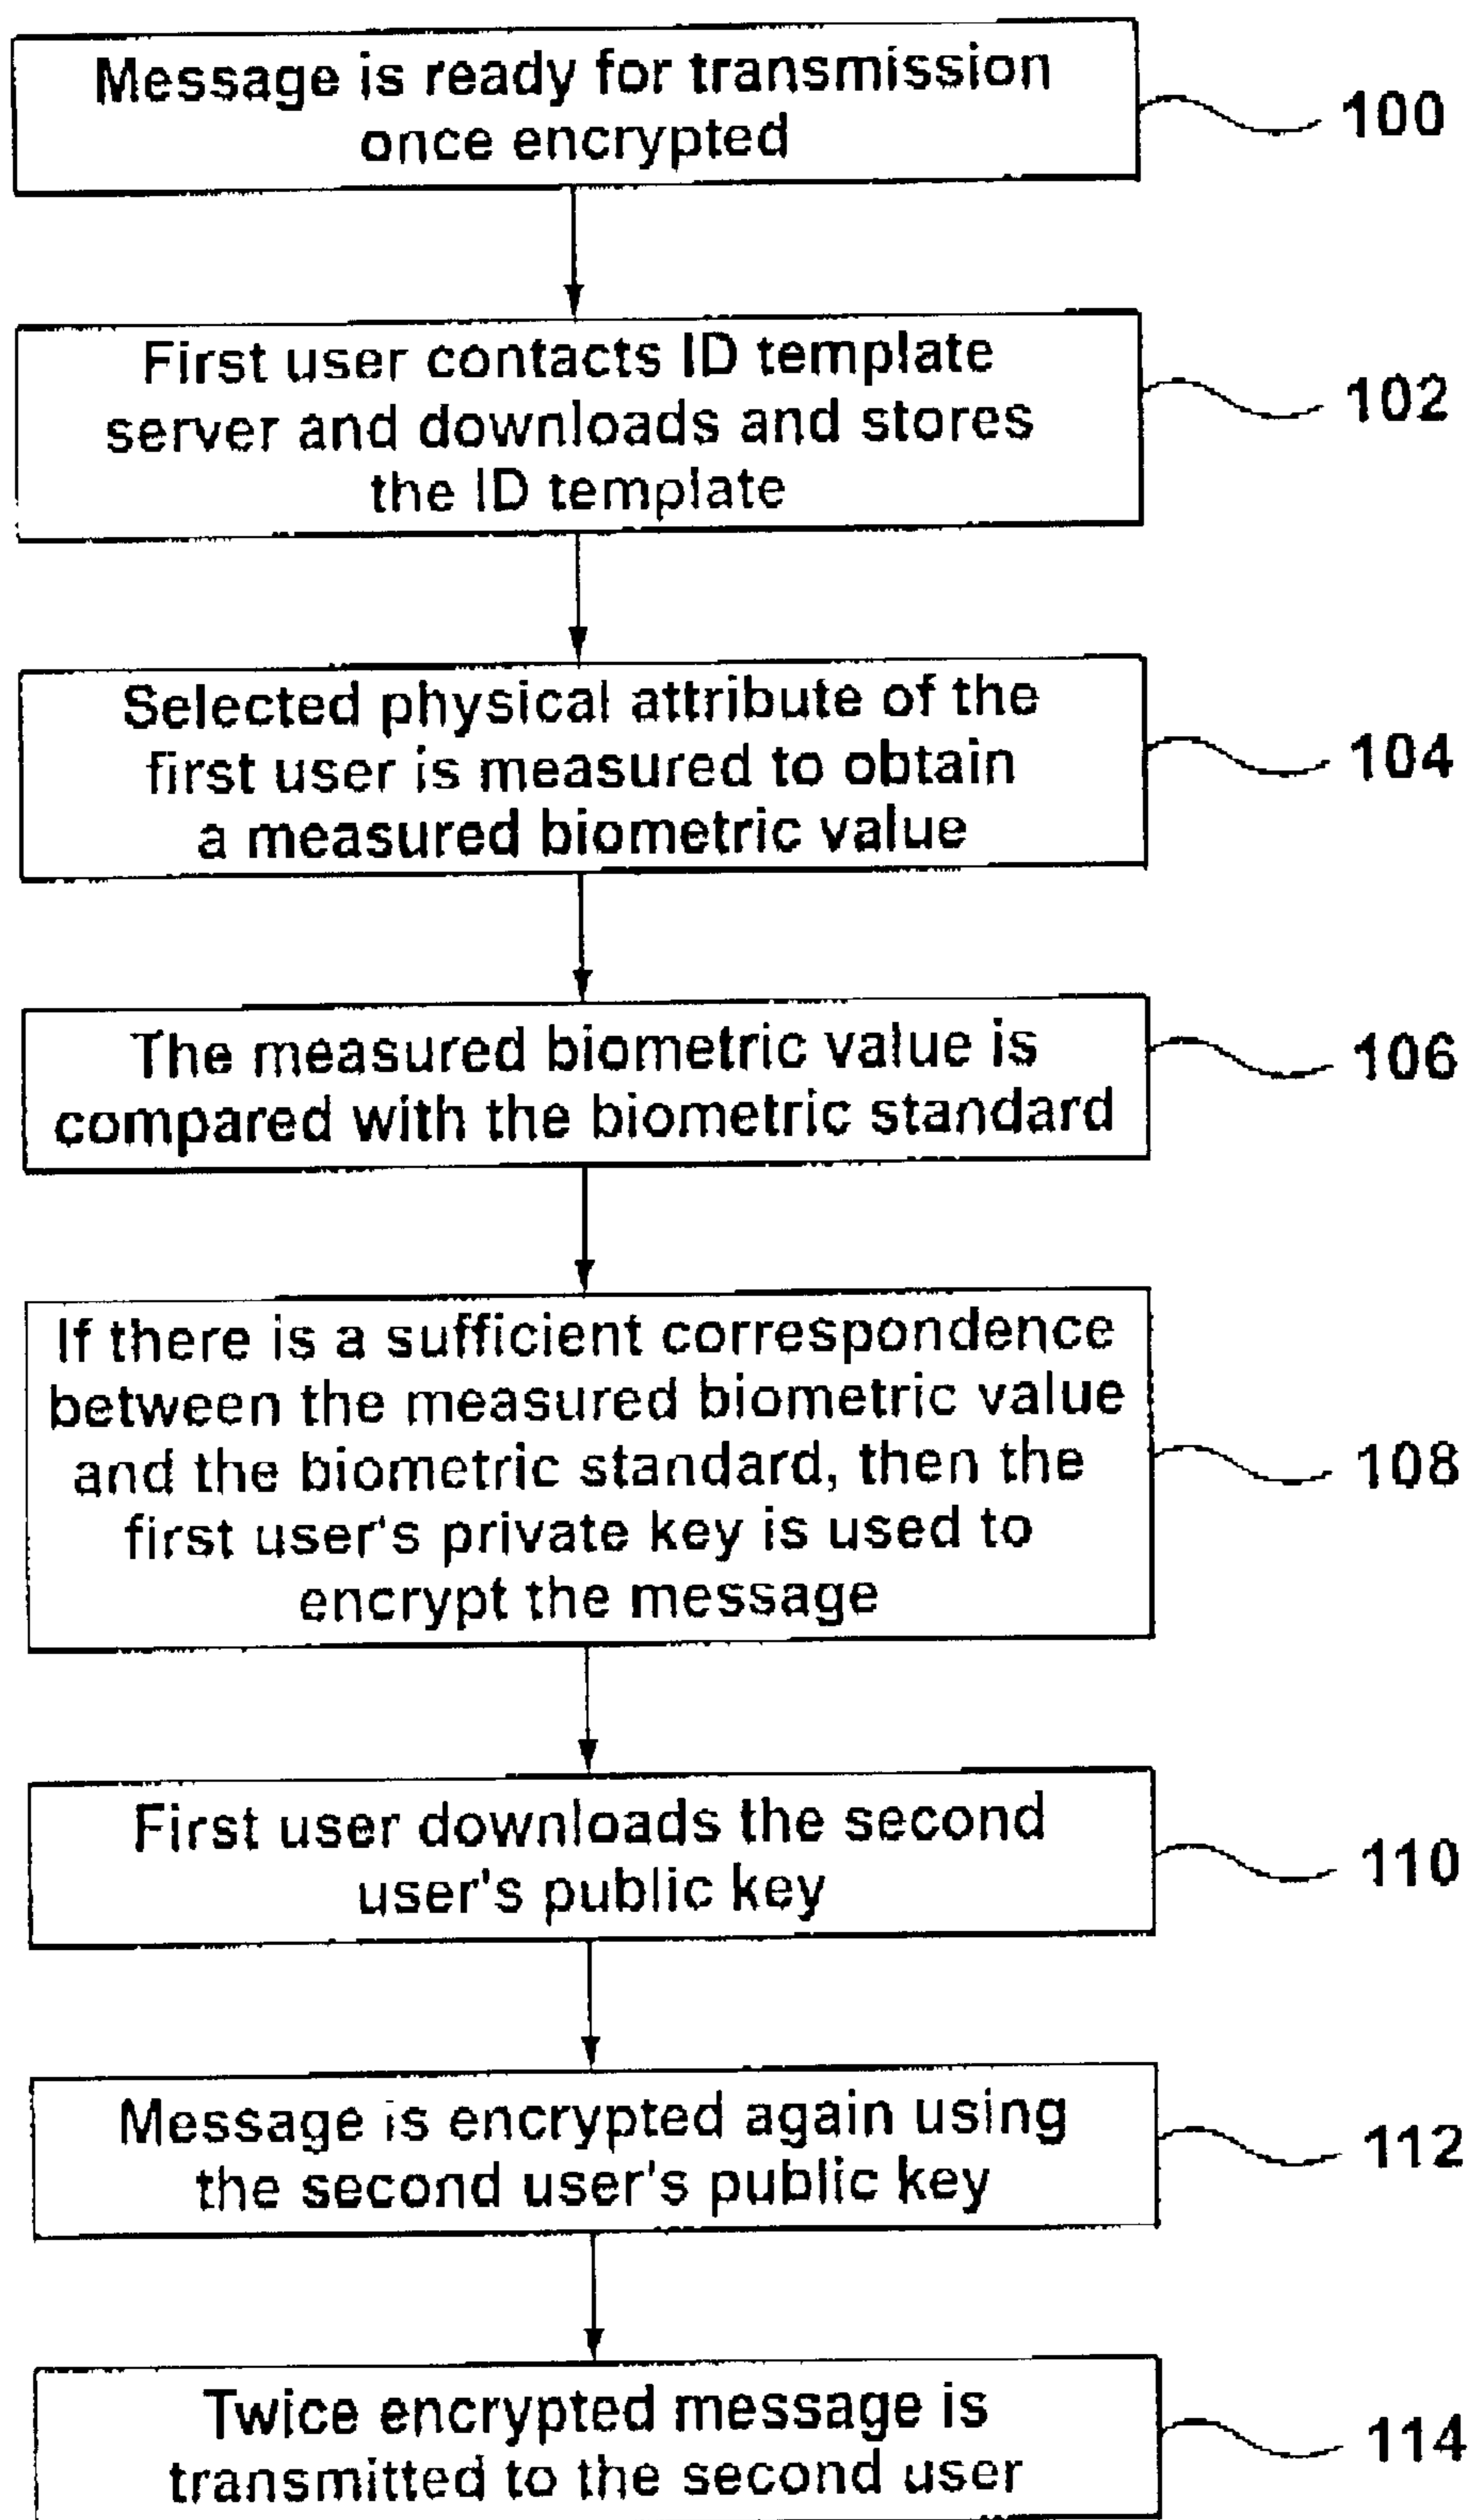 Message is ready for transmission
once encrypted
100
First user contacts ID template
server and downloads and stores
the ID template
102
Selected physical attribute of the
first user is measured to obtain
a measured biometric value
104
The measured biometric value is
compared with the biometric standard
106
If there is a sufficient correspondence
between the measured biometric value
and the biometric standard, then the
first user's private key is used to
encrypt the message
108
First user downloads the second
user's public key
110
Message is encrypted again using
the second user's public key
112
Twice encrypted message is
transmitted to the second user
114